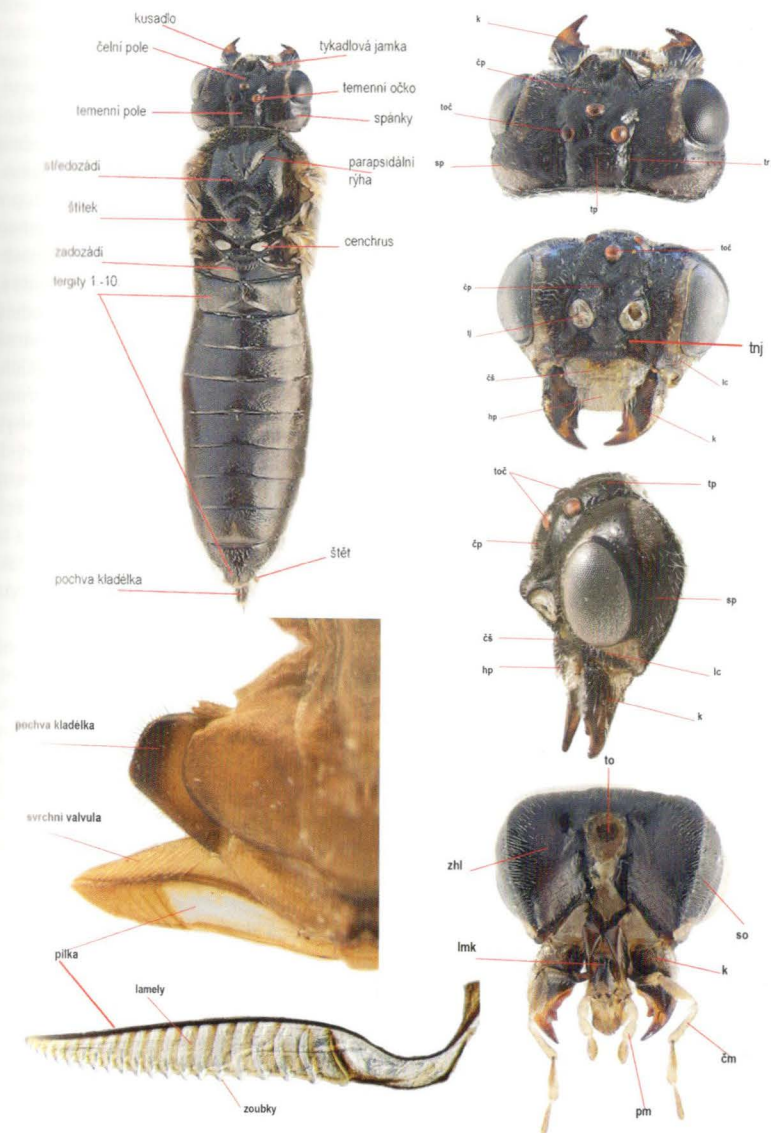 kusadlo
čelní pole
tykadlová jamka
temenní očko
temenní pole
spánky
středozádí
parapsidální
rýha
štítek
cenchrus
zadozádí
tergity 1 -10
štět
pochva kladélka
k
čp
toč
sp
tr
tp
toč
čp
tj
tnj
čš
lc
hp
k
toč
tp
čp
sp
čš
hp
lc
k
pochva kladélka
svrchní valvula
pilka
lamely
zoubky
to
zhl
so
lmk
k
čm
pm